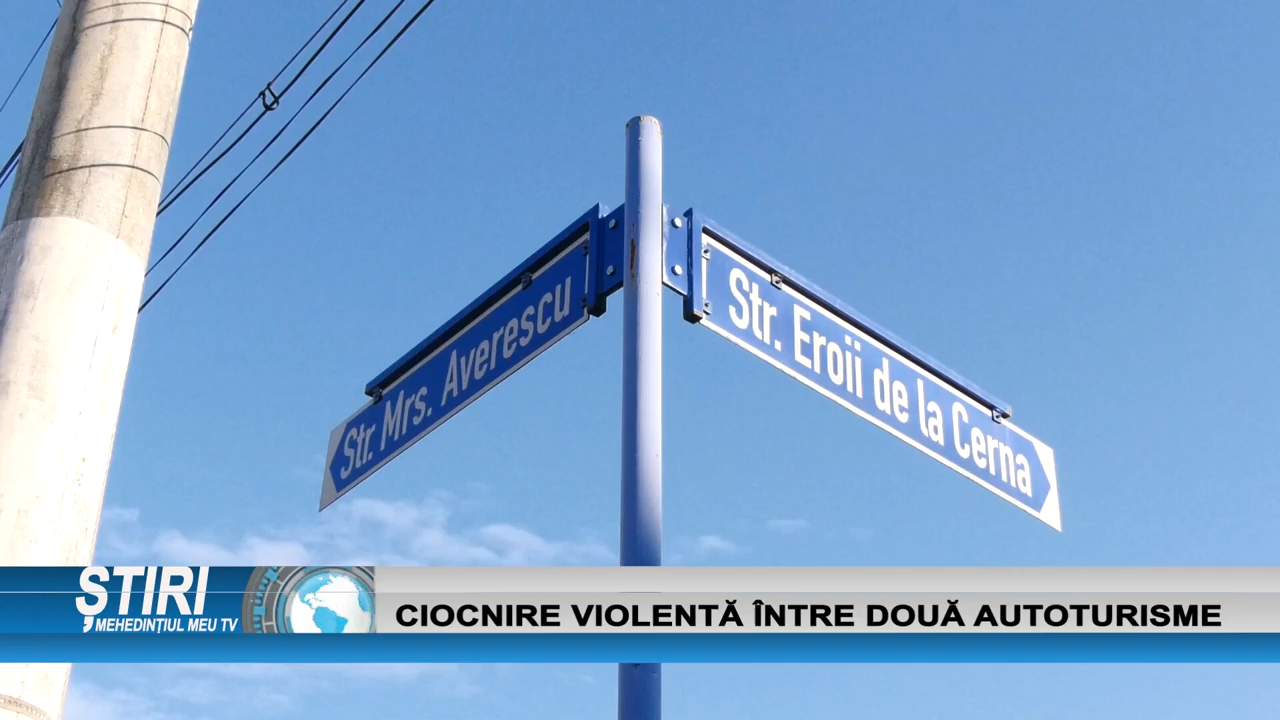 Str. Mrs. Averescu
Str. Eroii de la Cerna
ȘTIRI
MEHEDINȚIUL MEU TV
CIOCNIRE VIOLENTĂ ÎNTRE DOUĂ AUTOTURISME